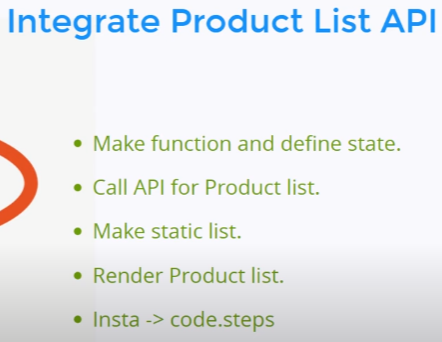 Integrate Product List API
• Make function and define state.
• Call API for Product list.
• Make static list.
• Render Product list.
• Insta -> code.steps